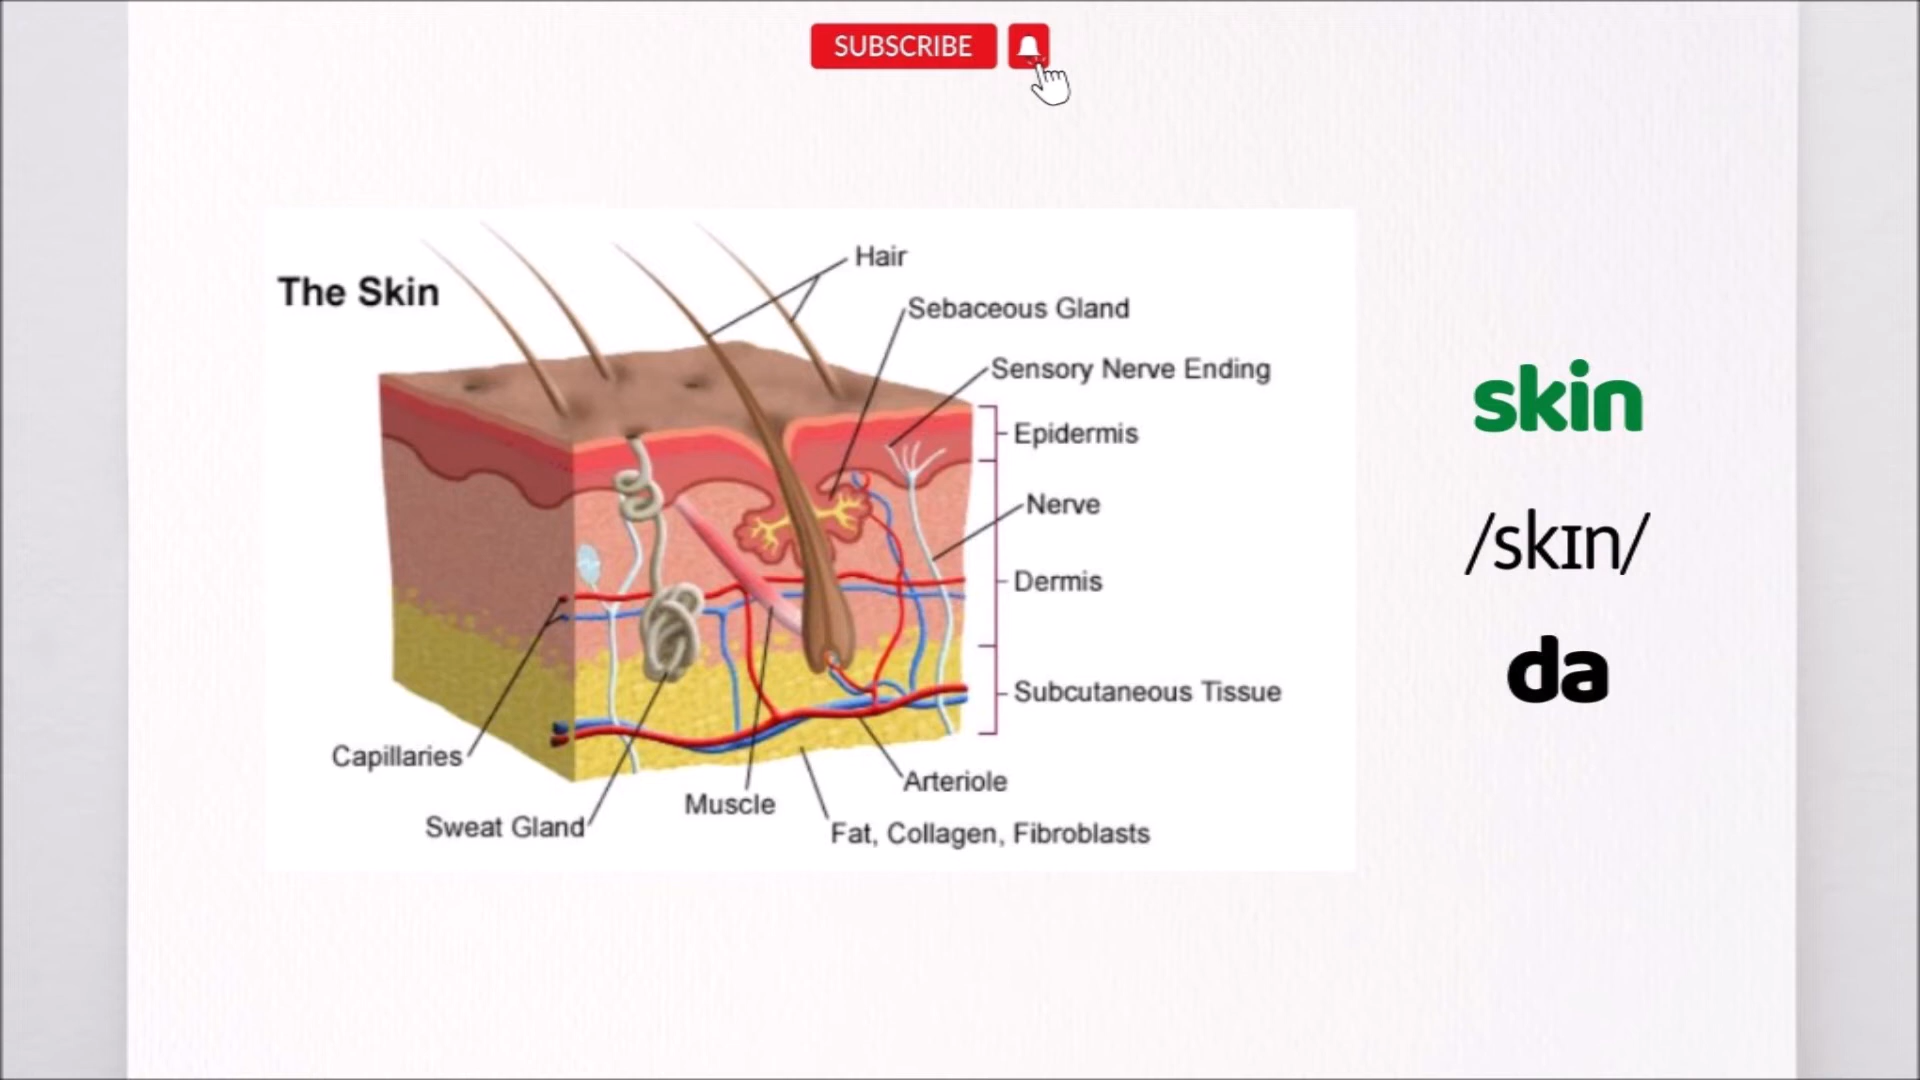 SUBSCRIBE
The Skin
Hair
Sebaceous Gland
Sensory Nerve Ending
Epidermis
Nerve
Dermis
Subcutaneous Tissue
Capillaries
Sweat Gland
Muscle
Arteriole
Fat, Collagen, Fibroblasts
skin
/skɪn/
da